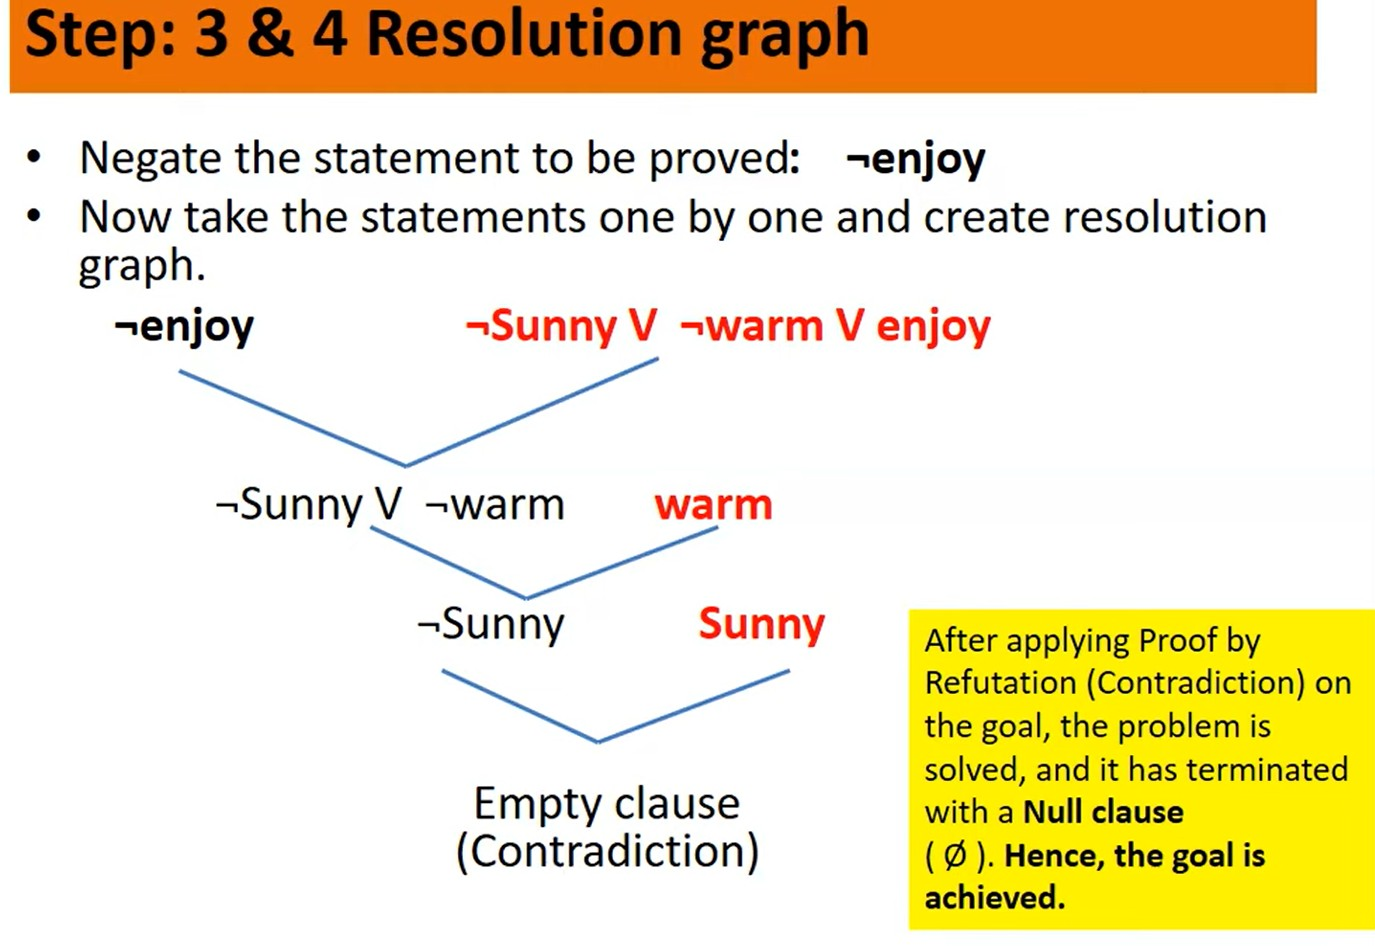 Step: 3 & 4 Resolution graph
• Negate the statement to be proved: ¬enjoy
• Now take the statements one by one and create resolution
graph.
¬enjoy ¬Sunny V ¬warm V enjoy
¬Sunny V ¬warm warm
¬Sunny Sunny
Empty clause
(Contradiction)
After applying Proof by
Refutation (Contradiction) on
the goal, the problem is
solved, and it has terminated
with a Null clause
( Ø ). Hence, the goal is
achieved.